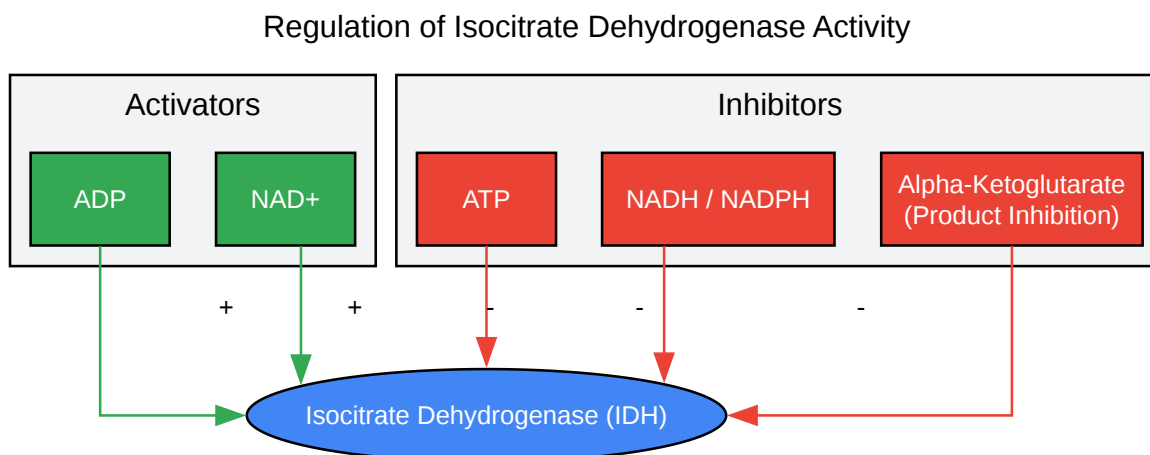 Regulation of Isocitrate Dehydrogenase Activity
Activators
Inhibitors
ADP
NAD+
ATP
NADH / NADPH
Alpha-Ketoglutarate
(Product Inhibition)
+
+
-
-
-
Isocitrate Dehydrogenase (IDH)